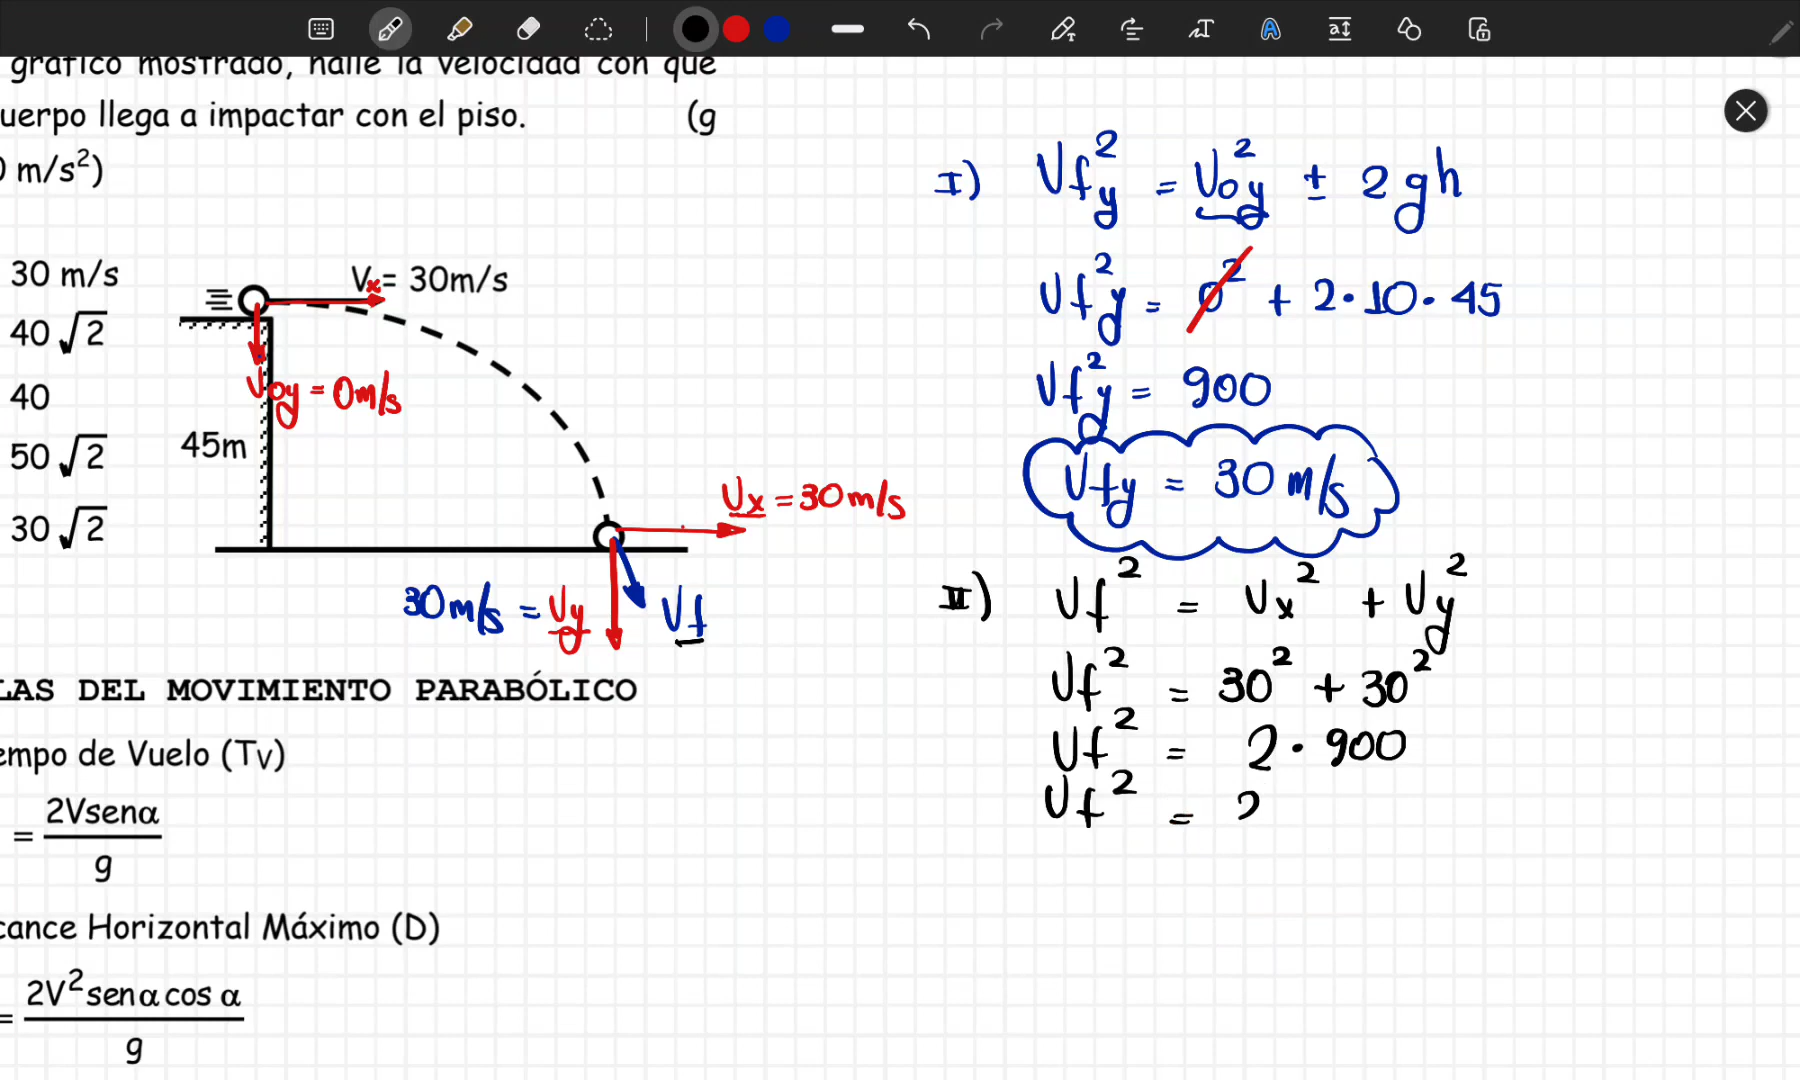 gráfico mostrado, halle la velocidad con que
uerpo llega a impactar con el piso. (g
0 m/s²)
30 m/s
40 √2
40
50 √2
30 √2
Vx = 30m/s
Voy = 0m/s
45m
Vx = 30m/s
30m/s = Vy
Vf
LAS DEL MOVIMIENTO PARABÓLICO
empo de Vuelo (Tv)
= 2Vsenα / g
cance Horizontal Máximo (D)
= 2V² senα cos α / g
I) Vfy² = Voy² ± 2gh
Vfy² = 0² + 2·10·45
Vfy² = 900
Vfy = 30 m/s
II) Vf² = Vx² + Vy²
Vf² = 30² + 30²
Vf² = 2·900
Vf² = 2